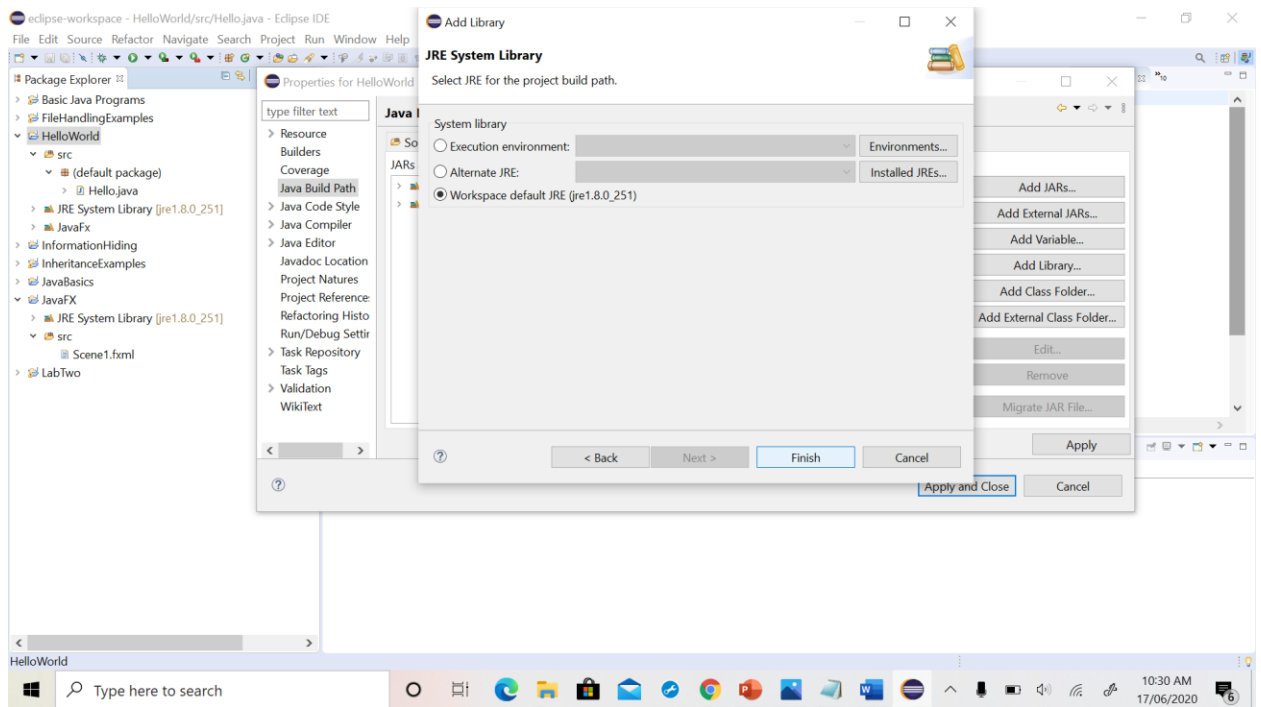 eclipse-workspace - HelloWorld/src/Hello.java - Eclipse IDE
File Edit Source Refactor Navigate Search Project Run Window Help
Package Explorer
Basic Java Programs
FileHandlingExamples
HelloWorld
src
(default package)
Hello.java
JRE System Library [jre1.8.0_251]
JavaFx
InformationHiding
InheritanceExamples
JavaBasics
JavaFX
JRE System Library [jre1.8.0_251]
src
Scene1.fxml
LabTwo
Properties for HelloWorld
type filter text
Resource
Builders
Coverage
Java Build Path
Java Code Style
Java Compiler
Java Editor
Javadoc Location
Project Natures
Project Reference
Refactoring Histo
Run/Debug Settir
Task Repository
Task Tags
Validation
WikiText
Java
So
JARs
Add Library
JRE System Library
Select JRE for the project build path.
System library
Execution environment:
Environments...
Alternate JRE:
Installed JREs...
Workspace default JRE (jre1.8.0_251)
< Back
Next >
Finish
Cancel
Add JARs...
Add External JARs...
Add Variable...
Add Library...
Add Class Folder...
Add External Class Folder...
Edit...
Remove
Migrate JAR File...
Apply
Apply and Close
Cancel
»10
HelloWorld
Type here to search
10:30 AM
17/06/2020
6